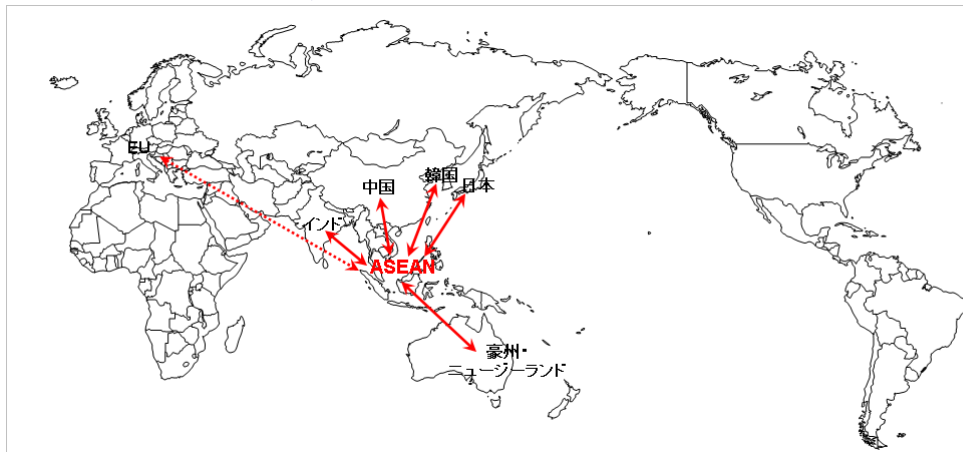 EU
中国
韓国
日本
インド
ASEAN
豪州・
ニュージーランド